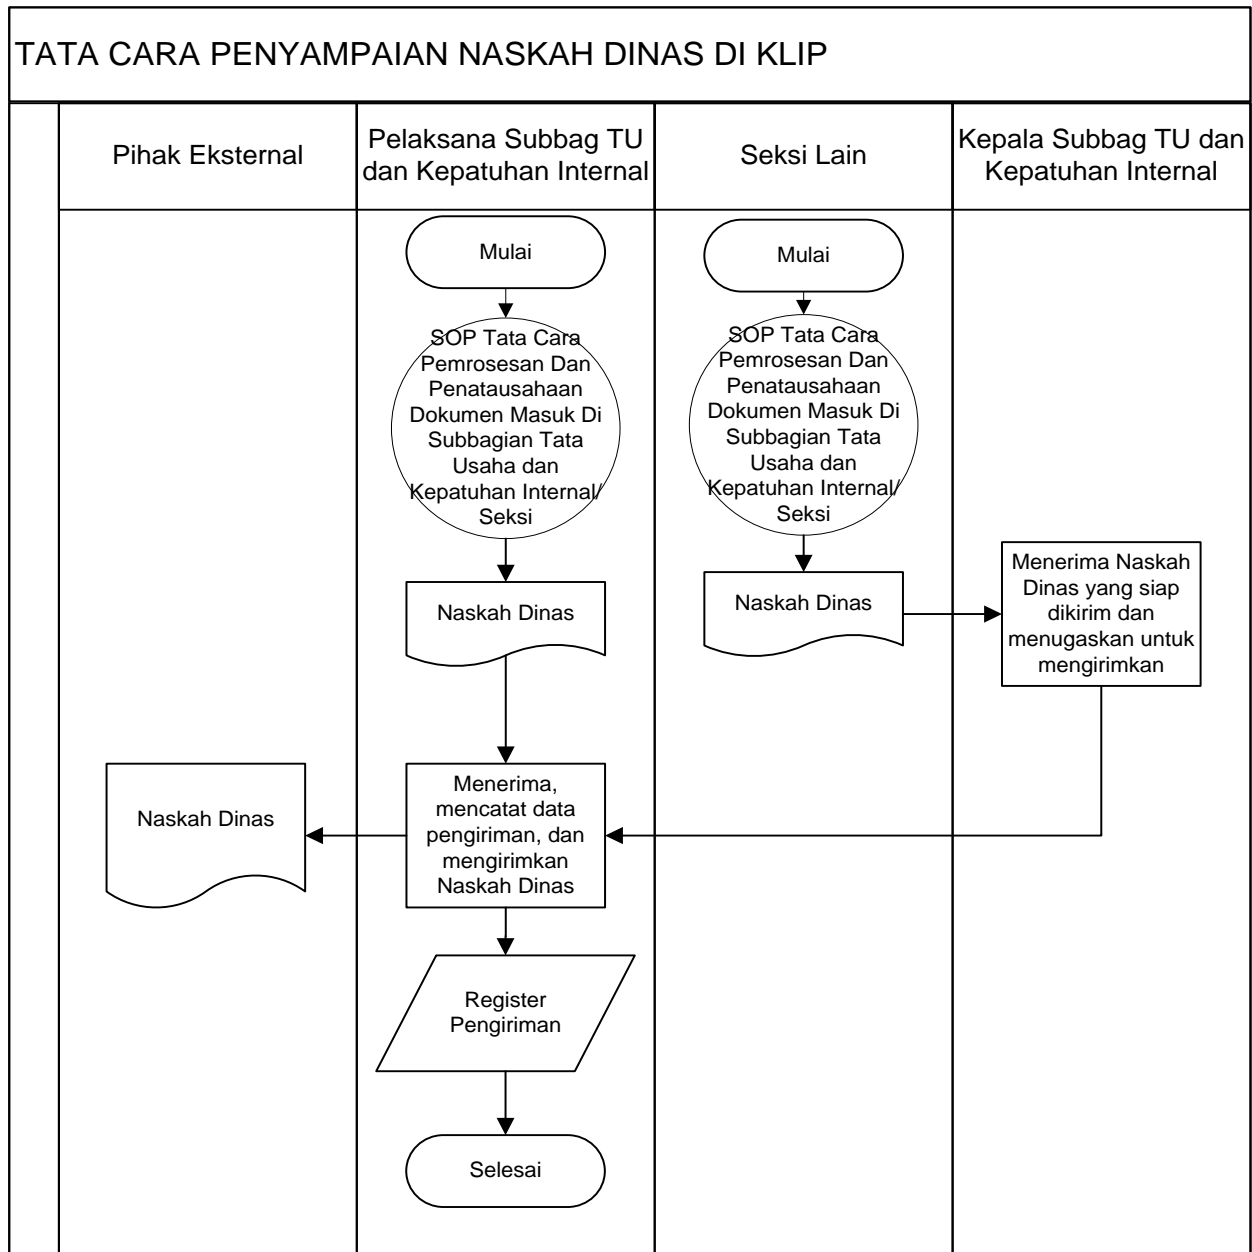 TATA CARA PENYAMPAIAN NASKAH DINAS DI KLIP
Pihak Eksternal
Pelaksana Subbag TU
dan Kepatuhan Internal
Seksi Lain
Kepala Subbag TU dan
Kepatuhan Internal
Mulai
SOP Tata Cara
Pemrosesan Dan
Penatausahaan
Dokumen Masuk Di
Subbagian Tata
Usaha dan
Kepatuhan Internal/
Seksi
Naskah Dinas
Mulai
SOP Tata Cara
Pemrosesan Dan
Penatausahaan
Dokumen Masuk Di
Subbagian Tata
Usaha dan
Kepatuhan Internal/
Seksi
Naskah Dinas
Menerima Naskah
Dinas yang siap
dikirim dan
menugaskan untuk
mengirimkan
Menerima,
mencatat data
pengiriman, dan
mengirimkan
Naskah Dinas
Naskah Dinas
Register
Pengiriman
Selesai